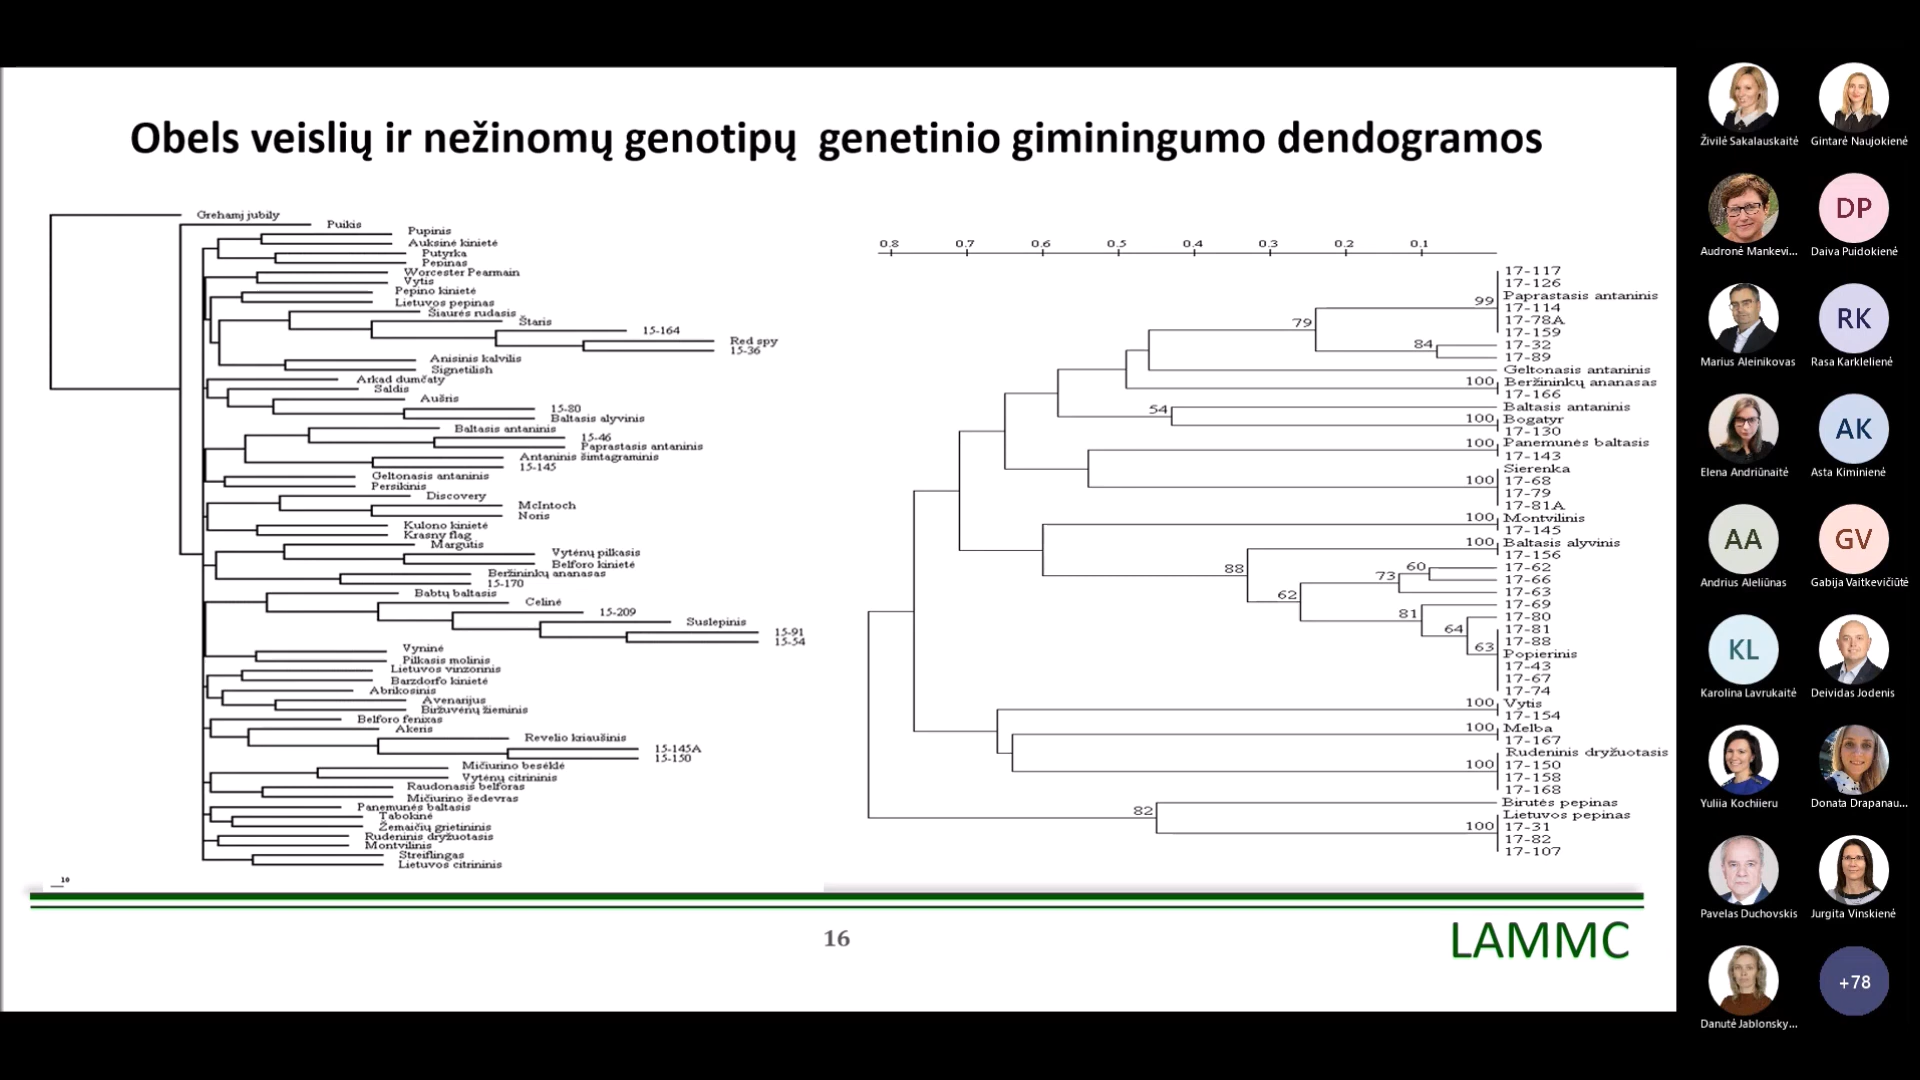 Obels veislių ir nežinomų genotipų genetinio giminingumo dendogramos
Grehamj jubily
Puikis
Pupinis
Auksinė kinietė
Putyrka
Pepinas
Worcester Pearmain
Vytis
Pepino kinietė
Lietuvos pepinas
Šiaurės rudasis
Štaris
15-164
Red spy
15-36
Anisinis kalvilis
Signetilish
Arkad dumčaty
Saldis
Aušris
15-80
Baltasis alyvinis
Baltasis antaninis
15-46
Paprastasis antaninis
Antaninis šimtagraminis
15-145
Geltonasis antaninis
Persikinis
Discovery
McIntoch
Noris
Kulono kinietė
Krasny flag
Margutis
Vytėnų pilkasis
Belforo kinietė
Beržininkų ananasas
15-170
Babtų baltasis
Celinė
15-209
Suslepinis
15-91
15-54
Vyninė
Pilkasis molinis
Lietuvos vinzonnis
Barzdorfo kinietė
Abrikosinis
Avenarijus
Biržuvėnų žieminis
Belforo fenixas
Akeris
Revelio kriaušinis
15-145A
15-150
Mičiurino besėklė
Vytėnų citrininis
Raudonasis belforas
Mičiurino šedevras
Panemunės baltasis
Tabokinė
Žemaičių grietininis
Rudeninis dryžuotasis
Montvilinis
Streiflingas
Lietuvos citrininis
10
0.8 0.7 0.6 0.5 0.4 0.3 0.2 0.1
17-117
17-126
Paprastasis antaninis
99
17-114
79
17-78A
17-159
84
17-32
17-89
Geltonasis antaninis
100
Beržininkų ananasas
17-166
54
Baltasis antaninis
100
Bogatyr
17-130
100
Panemunės baltasis
17-143
Sierenka
100
17-68
17-79
17-81A
100
Montvilinis
17-145
100
Baltasis alyvinis
17-156
88
60
17-62
73
17-66
17-63
62
17-69
81
17-80
64
17-81
17-88
63
Popierinis
17-43
17-67
17-74
100
Vytis
17-154
100
Melba
17-167
Rudeninis dryžuotasis
100
17-150
17-158
17-168
82
Birutės pepinas
Lietuvos pepinas
100
17-31
17-82
17-107
16
LAMMC
Živilė Sakalauskaitė
Gintarė Naujokienė
Audronė Mankevi...
DP
Daiva Puidokienė
Marius Aleinikovas
RK
Rasa Karklelienė
Elena Andriūnaitė
AK
Asta Kiminienė
AA
Andrius Aleliūnas
GV
Gabija Vaitkevičiūtė
KL
Karolina Lavrukaitė
Deividas Jodenis
Yuliia Kochiieru
Donata Drapanau...
Pavelas Duchovskis
Jurgita Vinskienė
Danutė Jablonsky...
+78